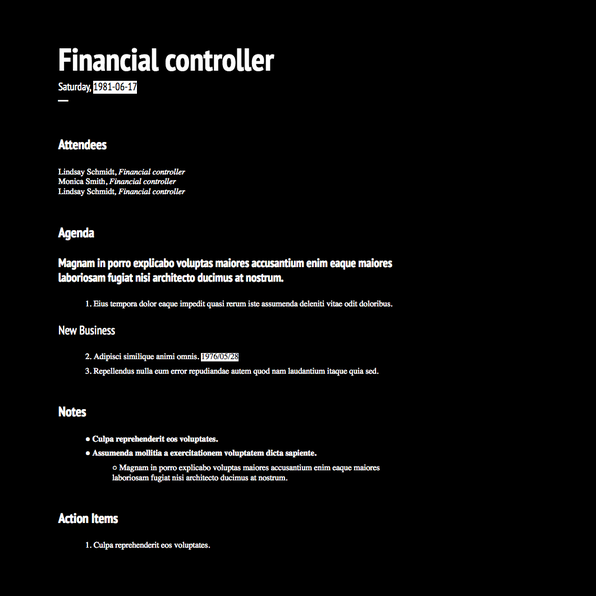 Financial controller
Saturday, 1981-06-17
Attendees
Lindsay Schmidt, Financial controller
Monica Smith, Financial controller
Lindsay Schmidt, Financial controller
Agenda
Magnam in porro explicabo voluptas maiores accusantium enim eaque maiores
laboriosam fugiat nisi architecto ducimus at nostrum.
1. Eius tempora dolor eaque impedit quasi rerum iste assumenda deleniti vitae odit doloribus.
New Business
2. Adipisci similique animi omnis. 1976/05/28
3. Repellendus nulla eum error repudiandae autem quod nam laudantium itaque quia sed.
Notes
● Culpa reprehenderit eos voluptates.
● Assumenda mollitia a exercitationem voluptatem dicta sapiente.
○ Magnam in porro explicabo voluptas maiores accusantium enim eaque maiores
laboriosam fugiat nisi architecto ducimus at nostrum.
Action Items
1. Culpa reprehenderit eos voluptates.